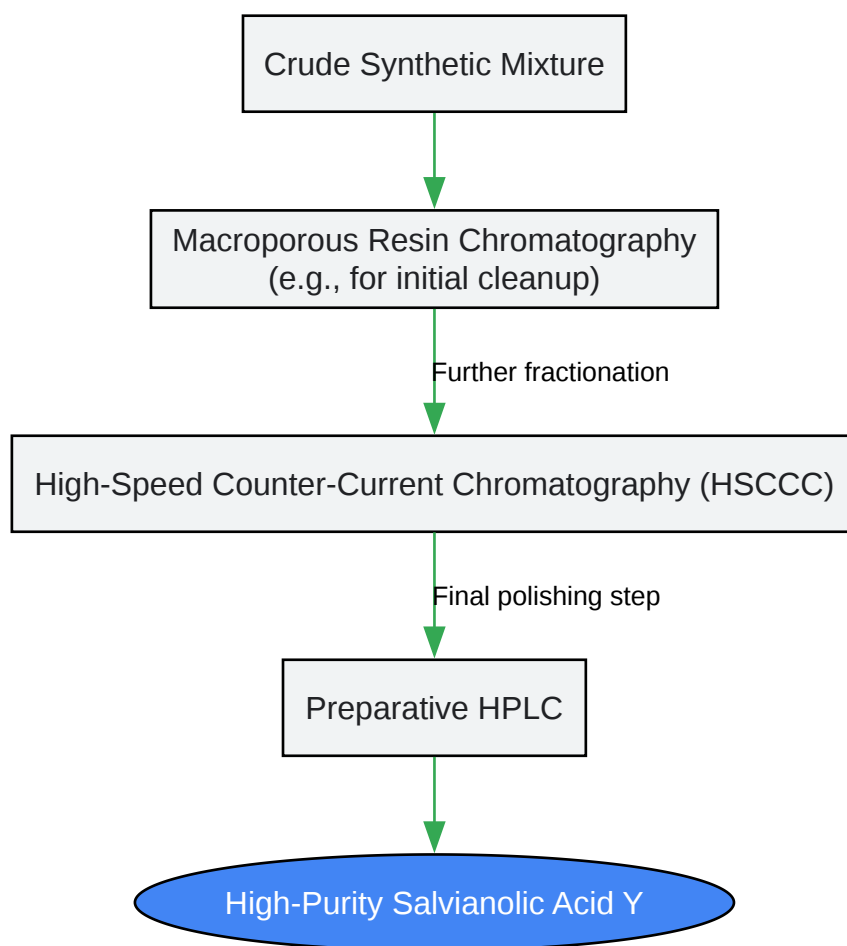 Crude Synthetic Mixture
Macroporous Resin Chromatography
(e.g., for initial cleanup)
Further fractionation
High-Speed Counter-Current Chromatography (HSCCC)
Final polishing step
Preparative HPLC
High-Purity Salvianolic Acid Y